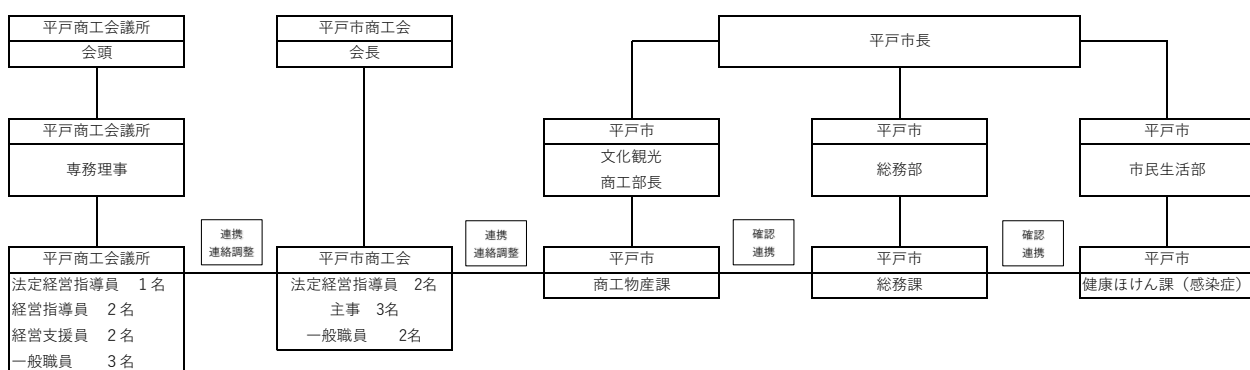 平戸商工会議所
会頭
平戸市商工会
会長
平戸市長
平戸商工会議所
専務理事
平戸市
文化観光
商工部長
平戸市
総務部
平戸市
市民生活部
連携
連絡調整
連携
連絡調整
確認
連携
確認
連携
平戸商工会議所
法定経営指導員　1名
経営指導員　2名
経営支援員　2名
一般職員　3名
平戸市商工会
法定経営指導員　2名
主事　3名
一般職員　2名
平戸市
商工物産課
平戸市
総務課
平戸市
健康ほけん課（感染症）